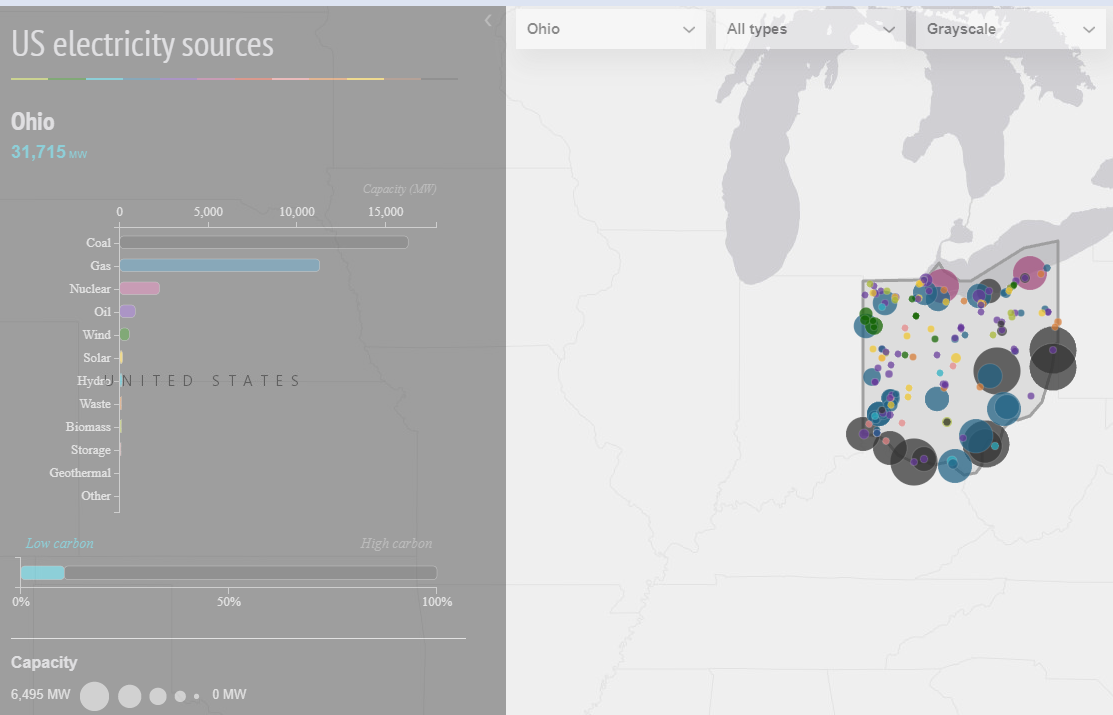 US electricity sources
Ohio
31,715 MW
Capacity (MW)
0 5,000 10,000 15,000
Coal
Gas
Nuclear
Oil
Wind
Solar
Hydro
UNITED STATES
Waste
Biomass
Storage
Geothermal
Other
Low carbon High carbon
0% 50% 100%
Capacity
6,495 MW 0 MW
Ohio All types Grayscale